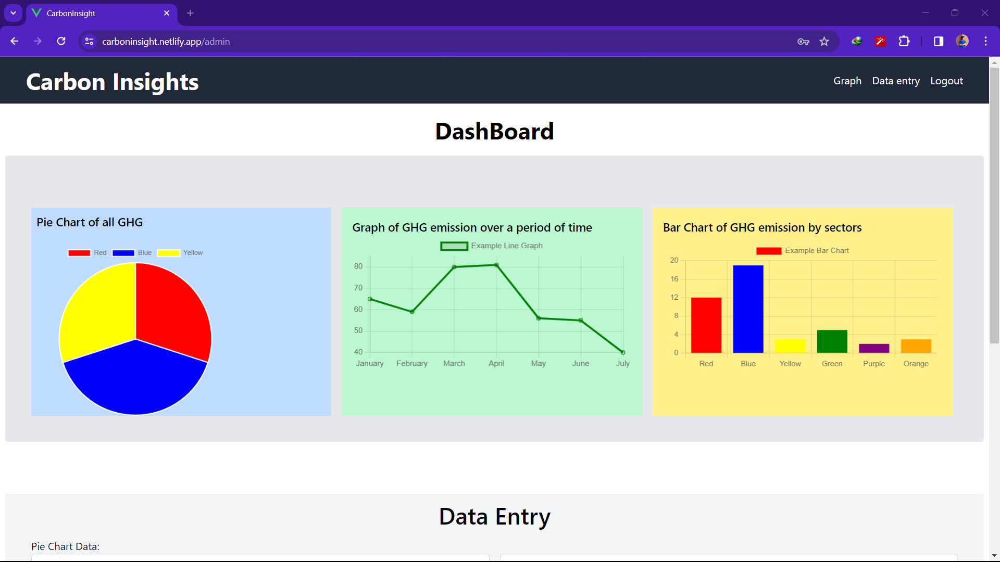 CarbonInsight
carboninsight.netlify.app/admin
Carbon Insights
Graph Data entry Logout
DashBoard
Pie Chart of all GHG
Red Blue Yellow
Graph of GHG emission over a period of time
Example Line Graph
80
70
60
50
40
January February March April May June July
Bar Chart of GHG emission by sectors
Example Bar Chart
20
16
12
8
4
0
Red Blue Yellow Green Purple Orange
Data Entry
Pie Chart Data: